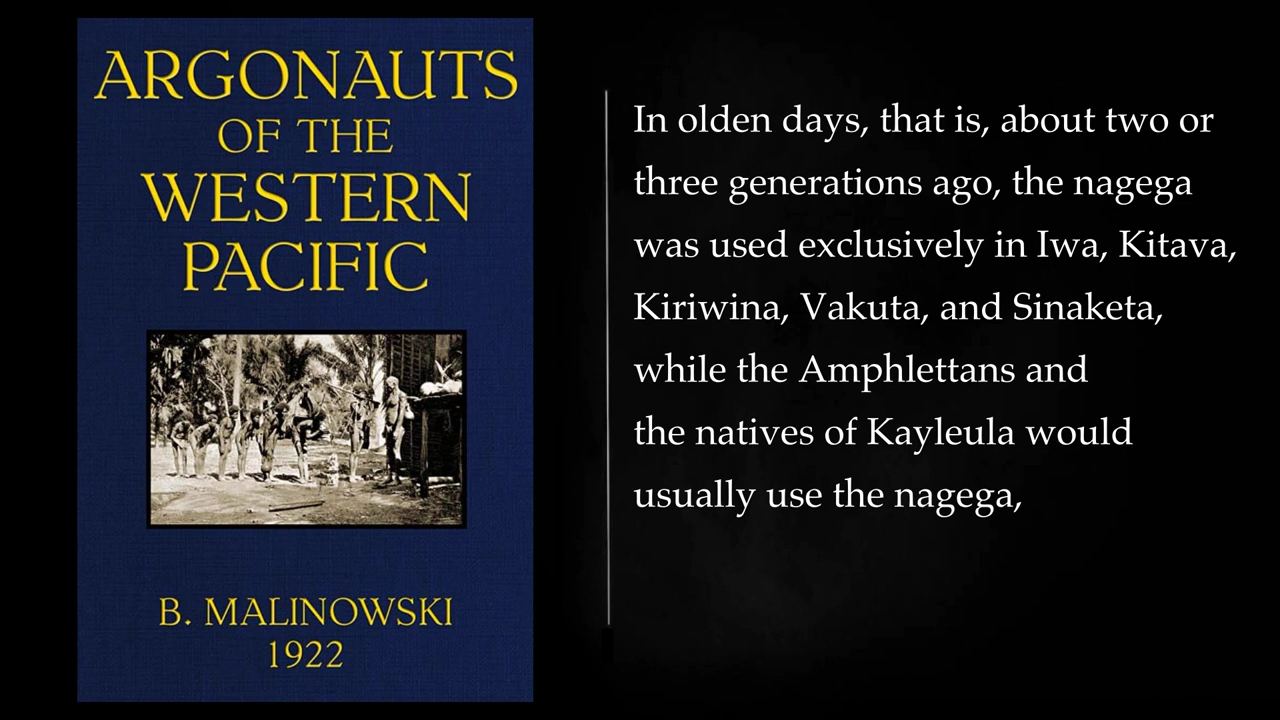 ARGONAUTS
OF THE
WESTERN
PACIFIC
B. MALINOWSKI
1922
In olden days, that is, about two or
three generations ago, the nagega
was used exclusively in Iwa, Kitava,
Kiriwina, Vakuta, and Sinaketa,
while the Amphlettans and
the natives of Kayleula would
usually use the nagega,